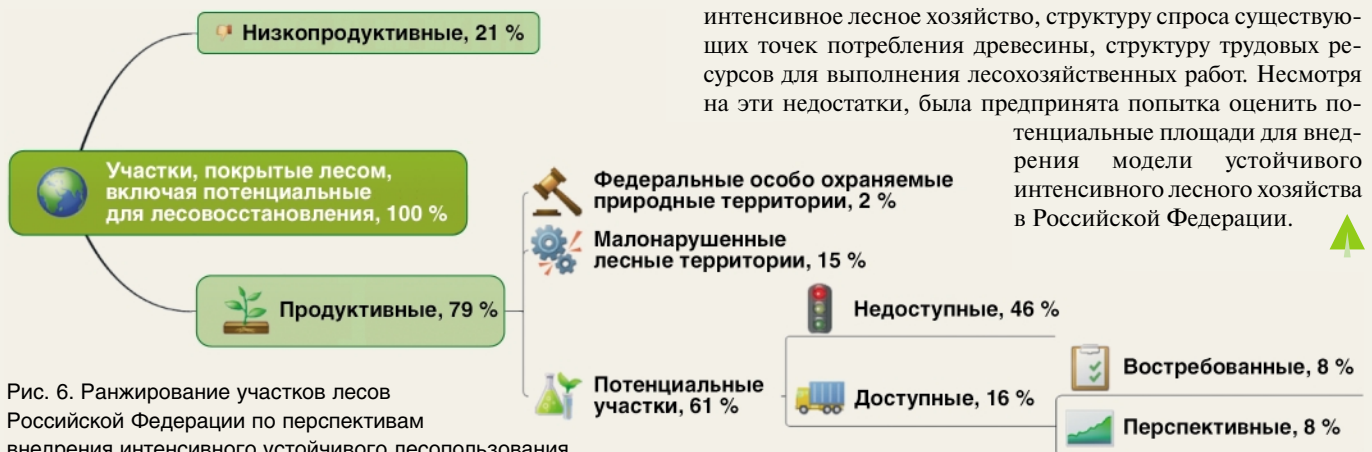 интенсивное лесное хозяйство, структуру спроса существую-
щих точек потребления древесины, структуру трудовых ре-
сурсов для выполнения лесохозяйственных работ. Несмотря
на эти недостатки, была предпринята попытка оценить по-
тенциальные площади для внед-
рения модели устойчивого
интенсивного лесного хозяйства
в Российской Федерации.
Низкопродуктивные, 21 %
Участки, покрытые лесом,
включая потенциальные
для лесовосстановления, 100 %
Продуктивные, 79 %
Федеральные особо охраняемые
природные территории, 2 %
Малонарушенные
лесные территории, 15 %
Потенциальные
участки, 61 %
Недоступные, 46 %
Доступные, 16 %
Востребованные, 8 %
Перспективные, 8 %
Рис. 6. Ранжирование участков лесов
Российской Федерации по перспективам
внедрения интенсивного устойчивого лесопользования